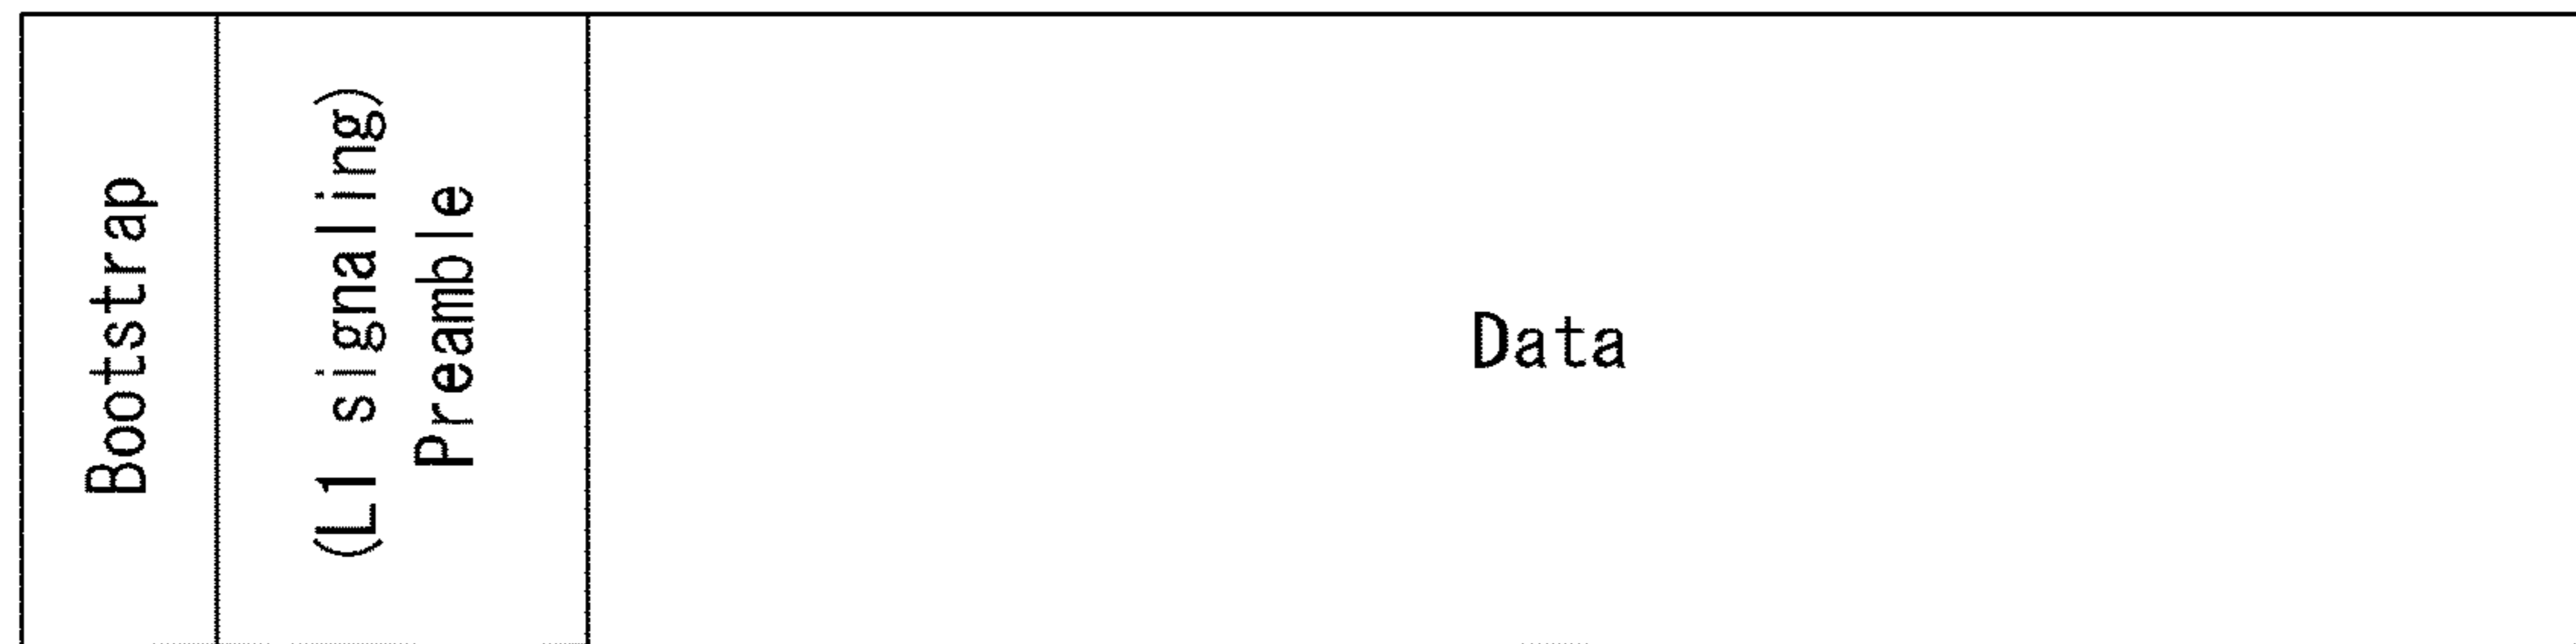 Bootstrap
(L1 signaling)
Preamble
Data